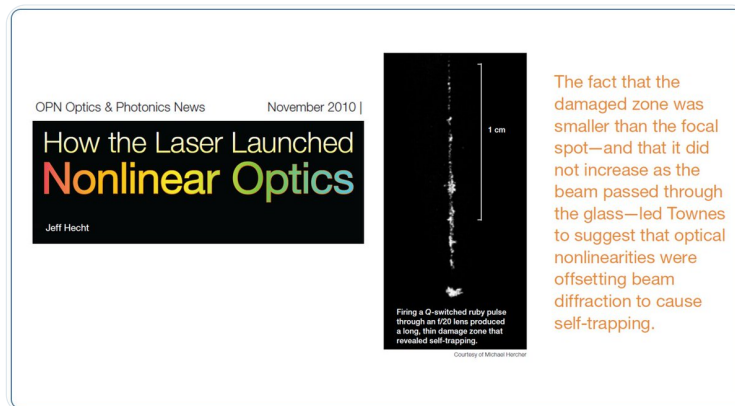 OPN Optics & Photonics News November 2010 |
How the Laser Launched
Nonlinear Optics
Jeff Hecht
1 cm
Firing a Q-switched ruby pulse
through an f/20 lens produced
a long, thin damage zone that
revealed self-trapping.
Courtesy of Michael Hercher
The fact that the
damaged zone was
smaller than the focal
spot—and that it did
not increase as the
beam passed through
the glass—led Townes
to suggest that optical
nonlinearities were
offsetting beam
diffraction to cause
self-trapping.